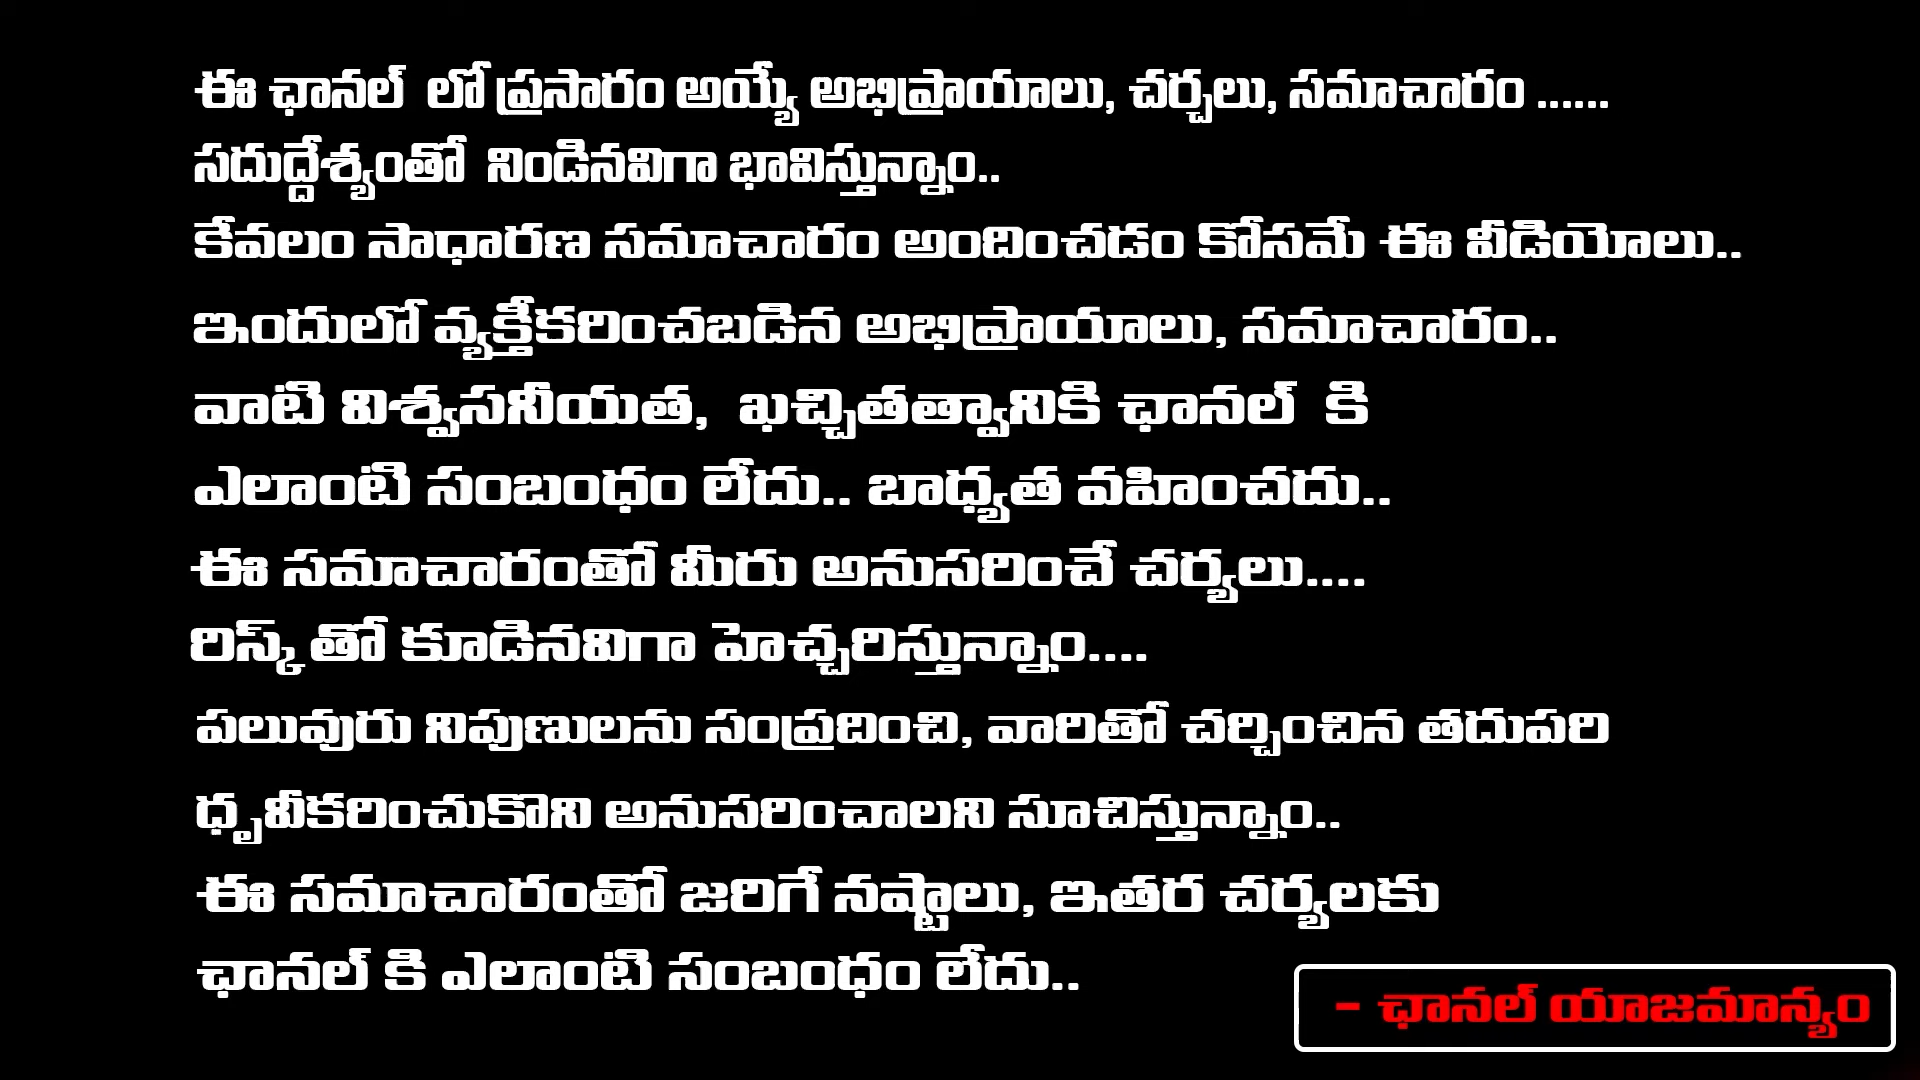 ఈ ఛానల్ లో ప్రసారం అయ్యే అభిప్రాయాలు, చర్చలు, సమాచారం ......
సదుద్దేశ్యంతో నిండినవిగా భావిస్తున్నాం..
కేవలం సాధారణ సమాచారం అందించడం కోసమే ఈ వీడియోలు..
ఇందులో వ్యక్తీకరించబడిన అభిప్రాయాలు, సమాచారం..
వాటి విశ్వసనీయత, ఖచ్చితత్వానికి ఛానల్ కి
ఎలాంటి సంబంధం లేదు.. బాధ్యత వహించదు..
ఈ సమాచారంతో మీరు అనుసరించే చర్యలు....
రిస్క్ తో కూడినవిగా హెచ్చరిస్తున్నాం....
పలువురు నిపుణులను సంప్రదించి, వారితో చర్చించిన తదుపరి
ధృవీకరించుకొని అనుసరించాలని సూచిస్తున్నాం..
ఈ సమాచారంతో జరిగే నష్టాలు, ఇతర చర్యలకు
ఛానల్ కి ఎలాంటి సంబంధం లేదు..
- ఛానల్ యాజమాన్యం